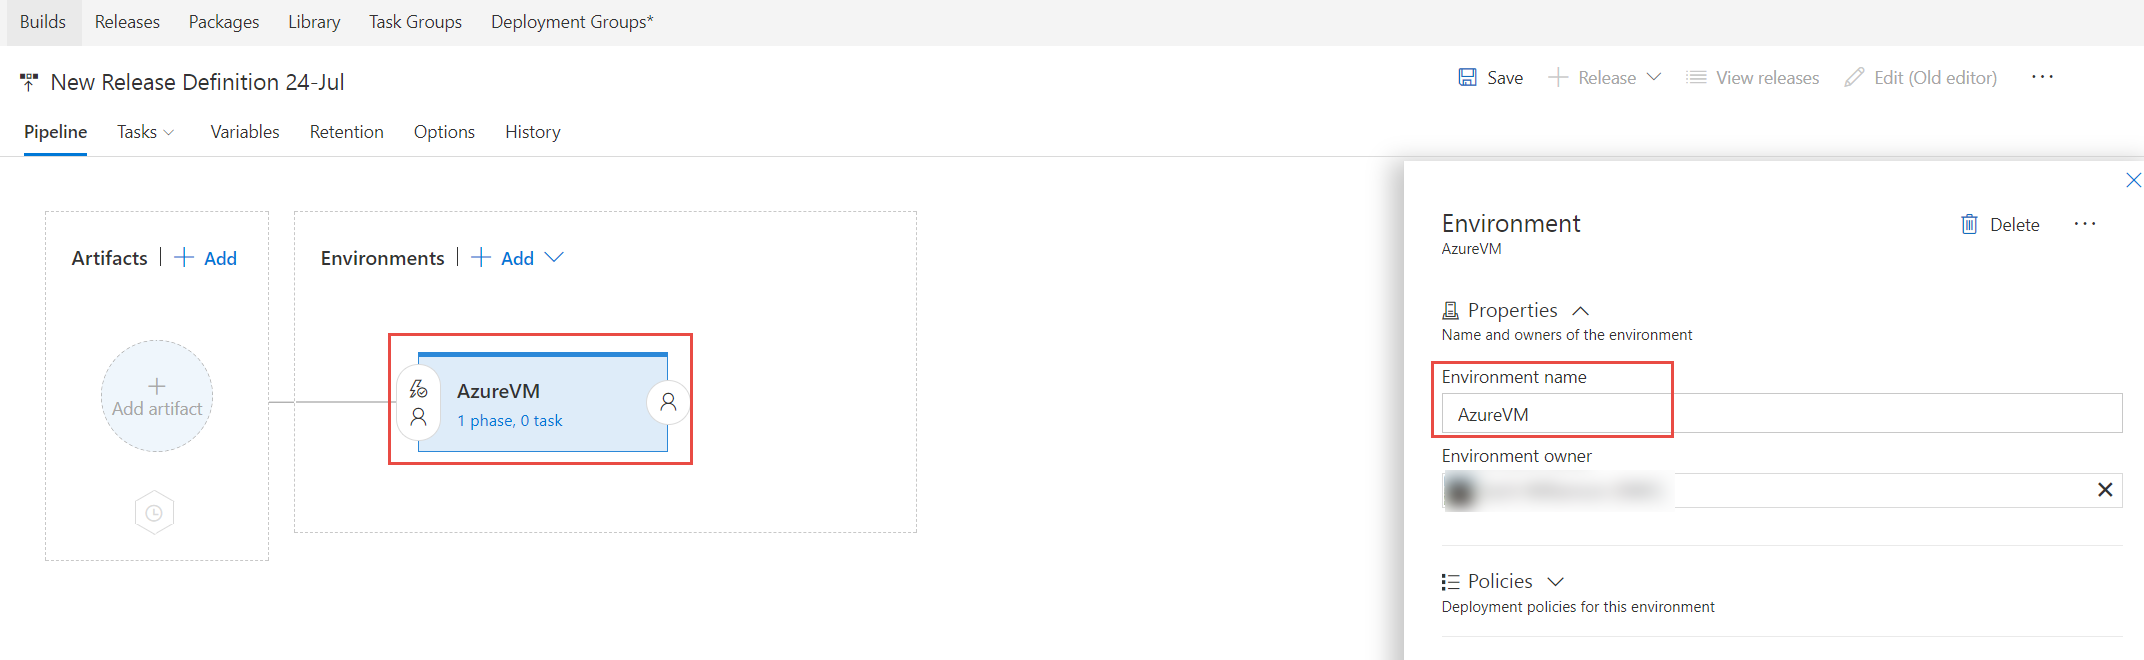 Builds Releases Packages Library Task Groups Deployment Groups*
New Release Definition 24-Jul
Save Release View releases Edit (Old editor) ...
Pipeline Tasks Variables Retention Options History
Artifacts | + Add
Environments | + Add
+
Add artifact
AzureVM
1 phase, 0 task
Environment
AzureVM
Delete ...
Properties
Name and owners of the environment
Environment name
AzureVM
Environment owner
Policies
Deployment policies for this environment